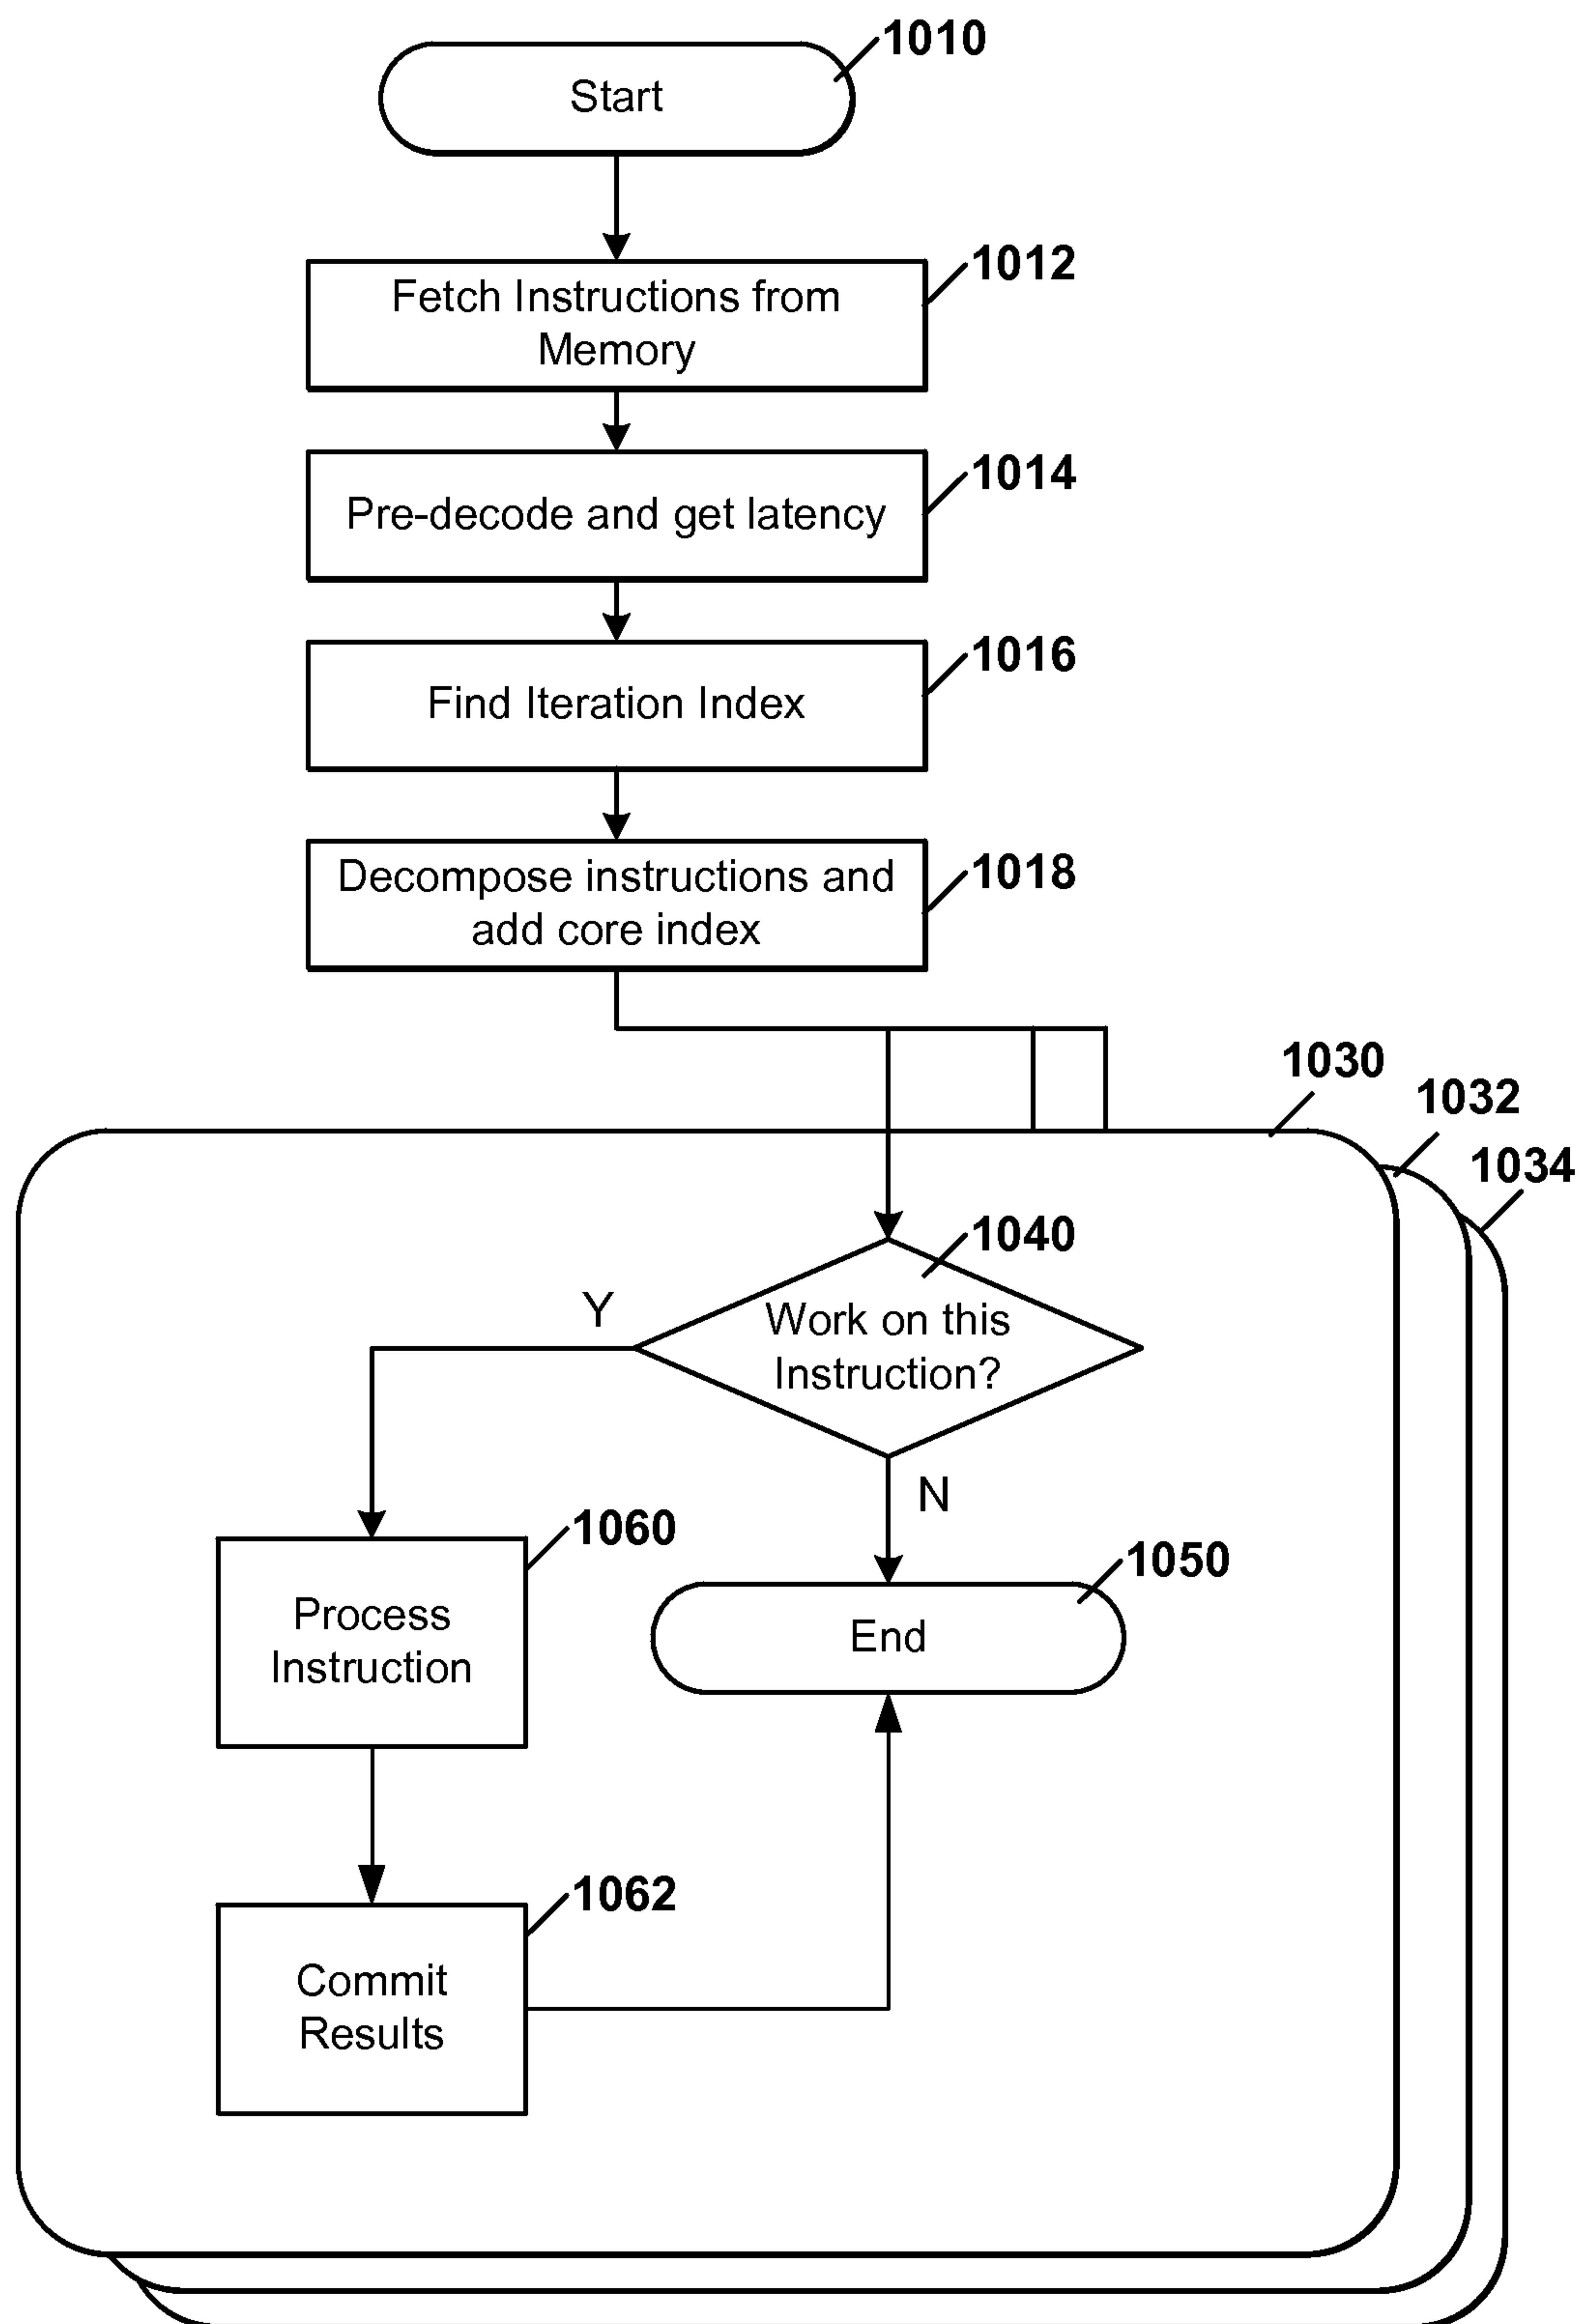 1010
Start
1012
Fetch Instructions from
Memory
1014
Pre-decode and get latency
1016
Find Iteration Index
1018
Decompose instructions and
add core index
1030
1032
1034
1040
Y
Work on this
Instruction?
N
1060
1050
Process
Instruction
End
1062
Commit
Results